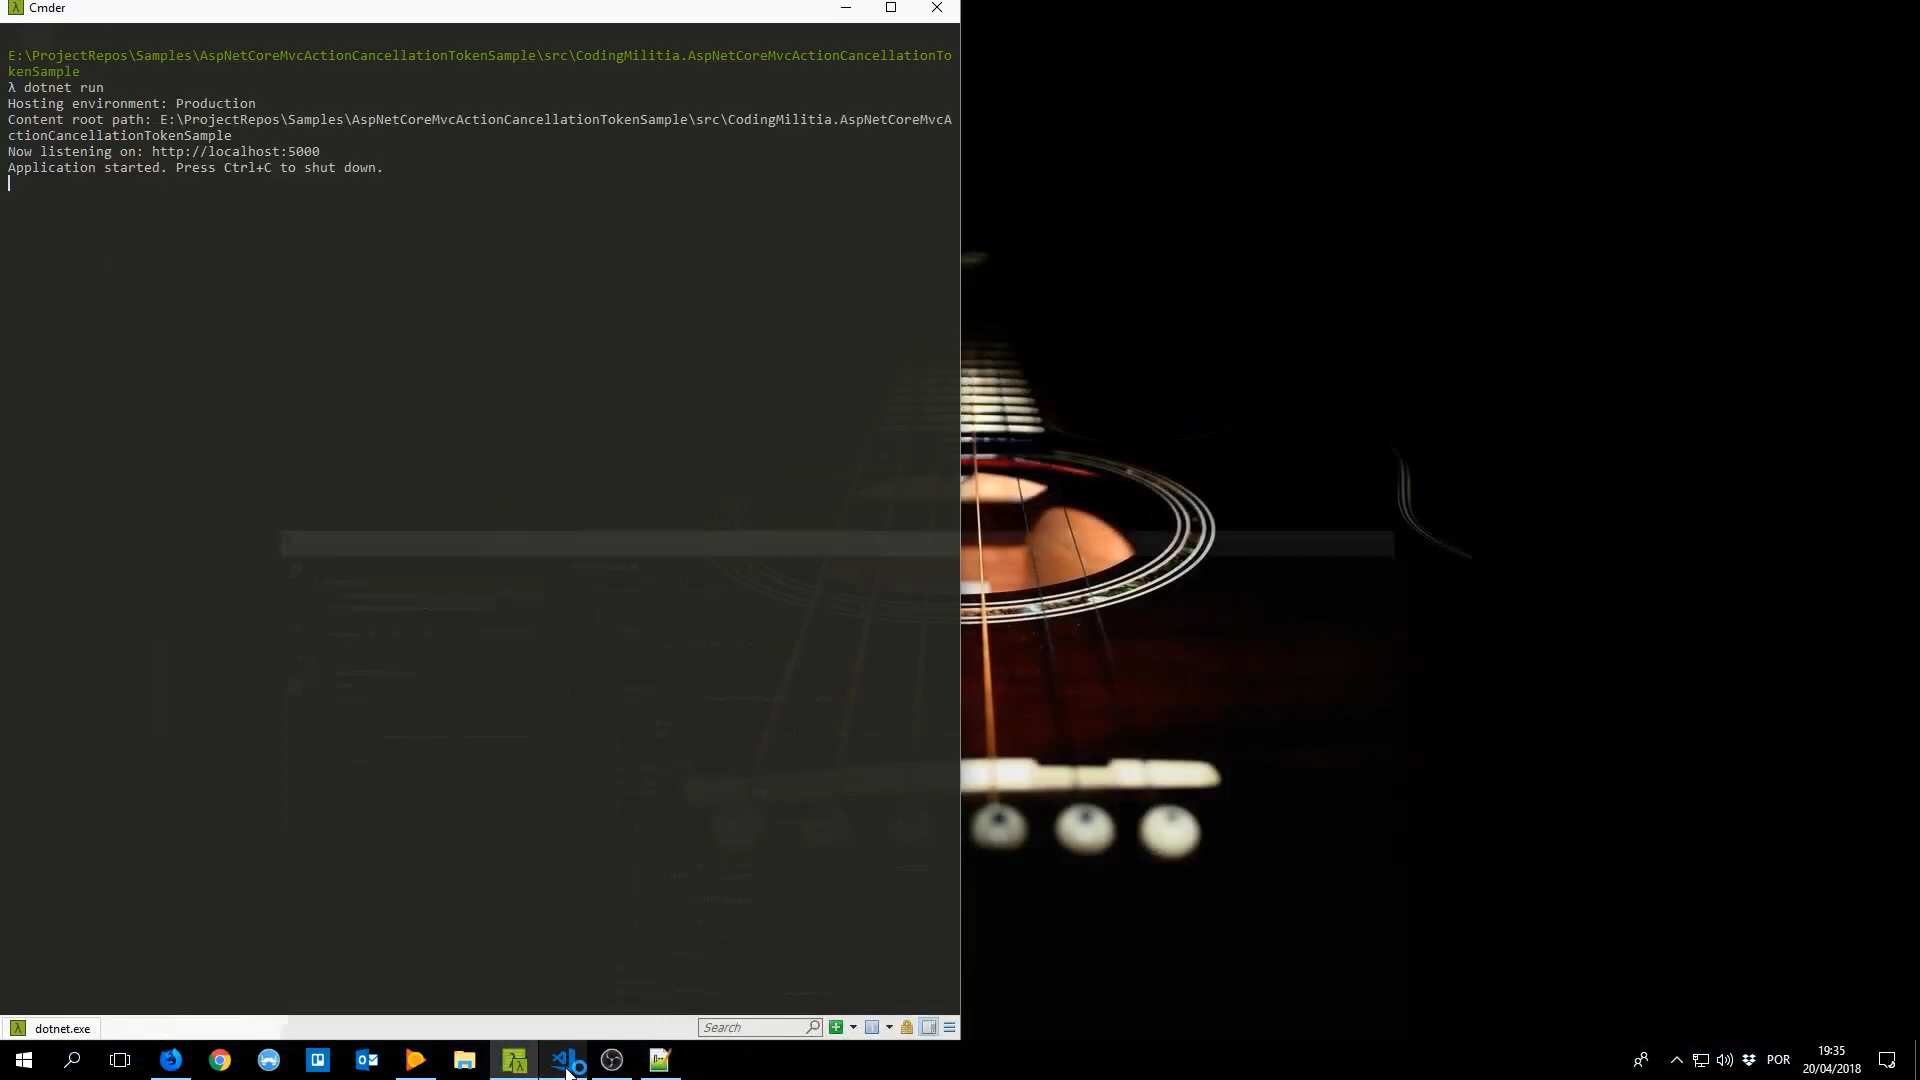 Cmder
E:\ProjectRepos\Samples\AspNetCoreMvcActionCancellationTokenSample\src\CodingMilitia.AspNetCoreMvcActionCancellationTo
kenSample
λ dotnet run
Hosting environment: Production
Content root path: E:\ProjectRepos\Samples\AspNetCoreMvcActionCancellationTokenSample\src\CodingMilitia.AspNetCoreMvcA
ctionCancellationTokenSample
Now listening on: http://localhost:5000
Application started. Press Ctrl+C to shut down.
dotnet.exe
Search
POR
19:35
20/04/2018